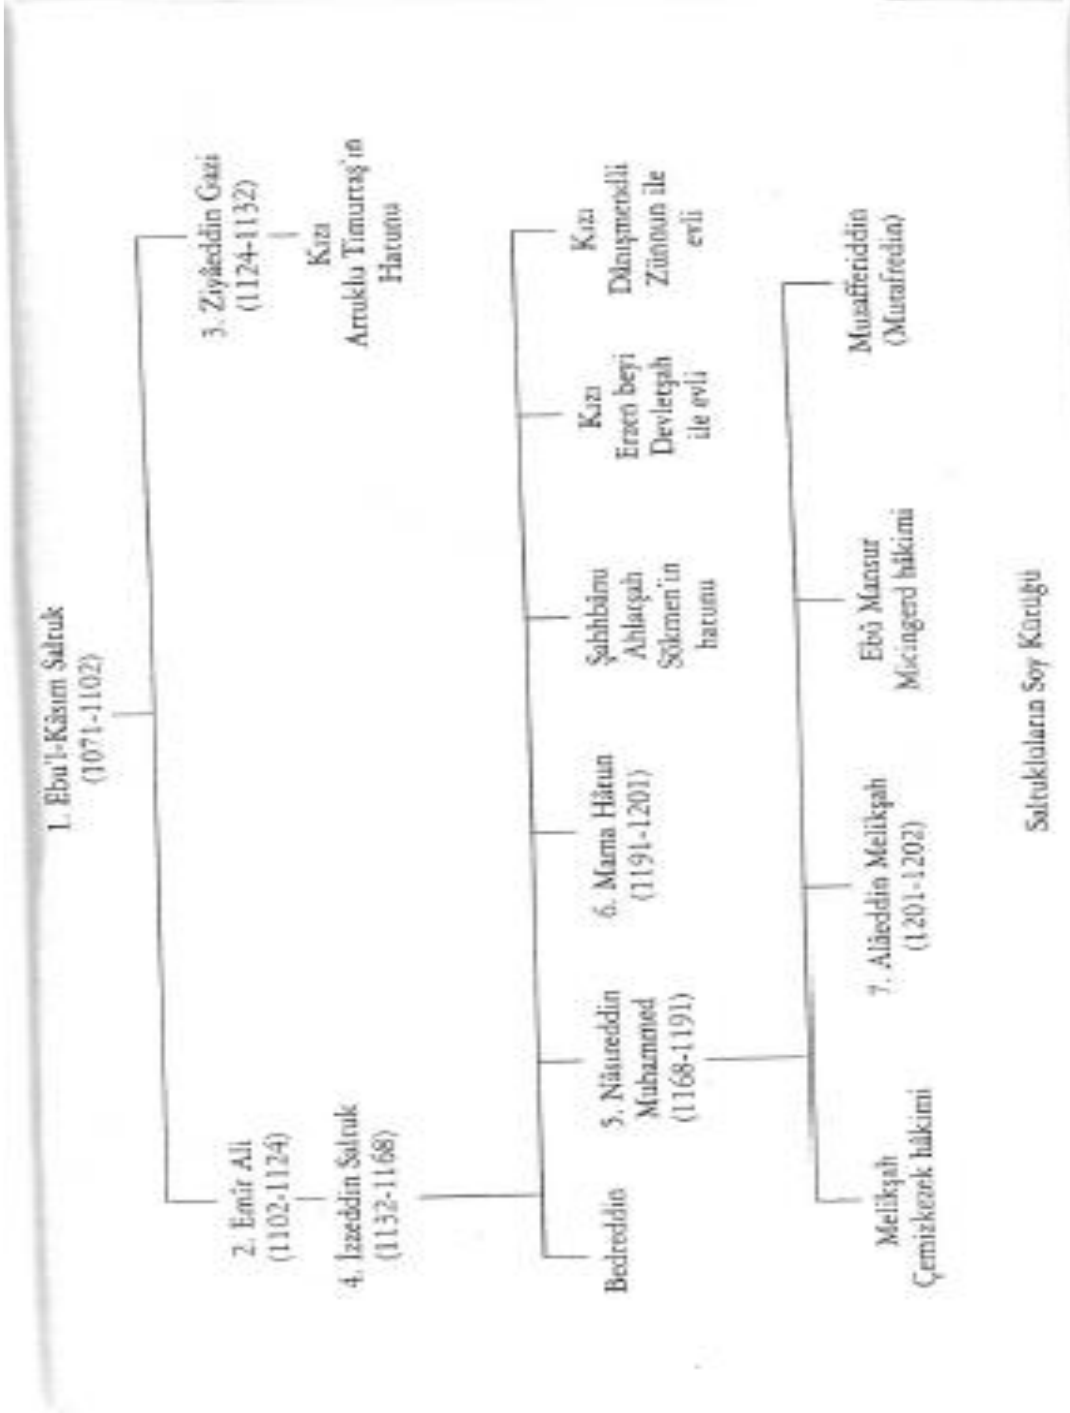 1. Ebu'l-Kâsım Saltuk
(1071-1102)
2. Emir Ali
(1102-1124)
3. Ziyâeddin Gazi
(1124-1132)
4. İzzeddin Saltuk
(1132-1168)
Kızı
Artuklu Timurtaş'ın
Hatunu
Bedreddin
5. Nâsıreddin
Muhammed
(1168-1191)
6. Mama Hâtun
(1191-1201)
Şahbânu
Ahlatşah
Sökmen'in
hatunu
Kızı
Erzen beyi
Devletşah
ile evli
Kızı
Dânişmendli
Zünnun ile
evli
Melikşah
Çemizkezek hâkimi
7. Alâeddin Melikşah
(1201-1202)
Ebû Mansur
Micingerd hâkimi
Muzafferiddin
(Mutafredin)
Saltukluların Soy Kütüğü